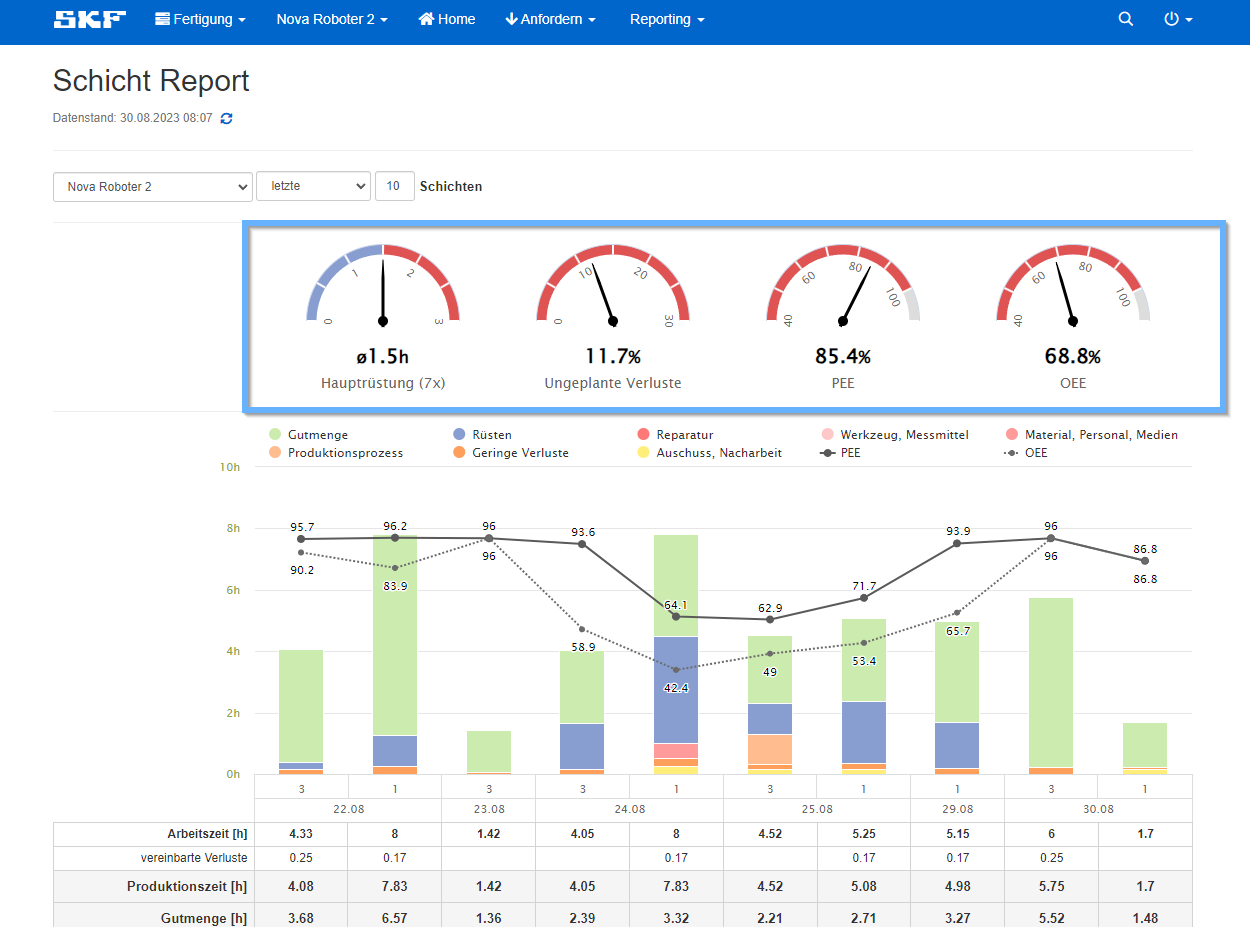 SKF Fertigung Nova Roboter 2 Home Anfordern Reporting
Schicht Report
Datenstand: 30.08.2023 08:07
Nova Roboter 2 letzte 10 Schichten
0 1 2 3
ø1.5h
Hauptrüstung (7x)
0 10 20 30
11.7%
Ungeplante Verluste
40 60 80 100
85.4%
PEE
40 60 80 100
68.8%
OEE
Gutmenge Rüsten Reparatur Werkzeug, Messmittel Material, Personal, Medien
Produktionsprozess Geringe Verluste Auschuss, Nacharbeit PEE OEE
10h
8h
6h
4h
2h
0h
95.7 96.2 96 93.6 64.1 62.9 71.7 93.9 96 86.8
90.2 83.9 96 58.9 42.4 49 53.4 65.7 96 86.8
3 1 3 3 1 3 1 1 3 1
22.08 23.08 24.08 25.08 29.08 30.08
Arbeitszeit [h] 4.33 8 1.42 4.05 8 4.52 5.25 5.15 6 1.7
vereinbarte Verluste 0.25 0.17 0.17 0.17 0.17 0.25
Produktionszeit [h] 4.08 7.83 1.42 4.05 7.83 4.52 5.08 4.98 5.75 1.7
Gutmenge [h] 3.68 6.57 1.36 2.39 3.32 2.21 2.71 3.27 5.52 1.48